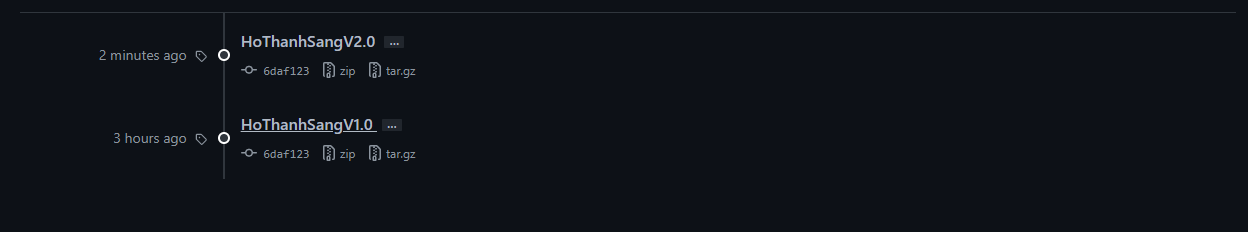 HoThanhSangV2.0 ...
2 minutes ago
6daf123 zip tar.gz
HoThanhSangV1.0 ...
3 hours ago
6daf123 zip tar.gz